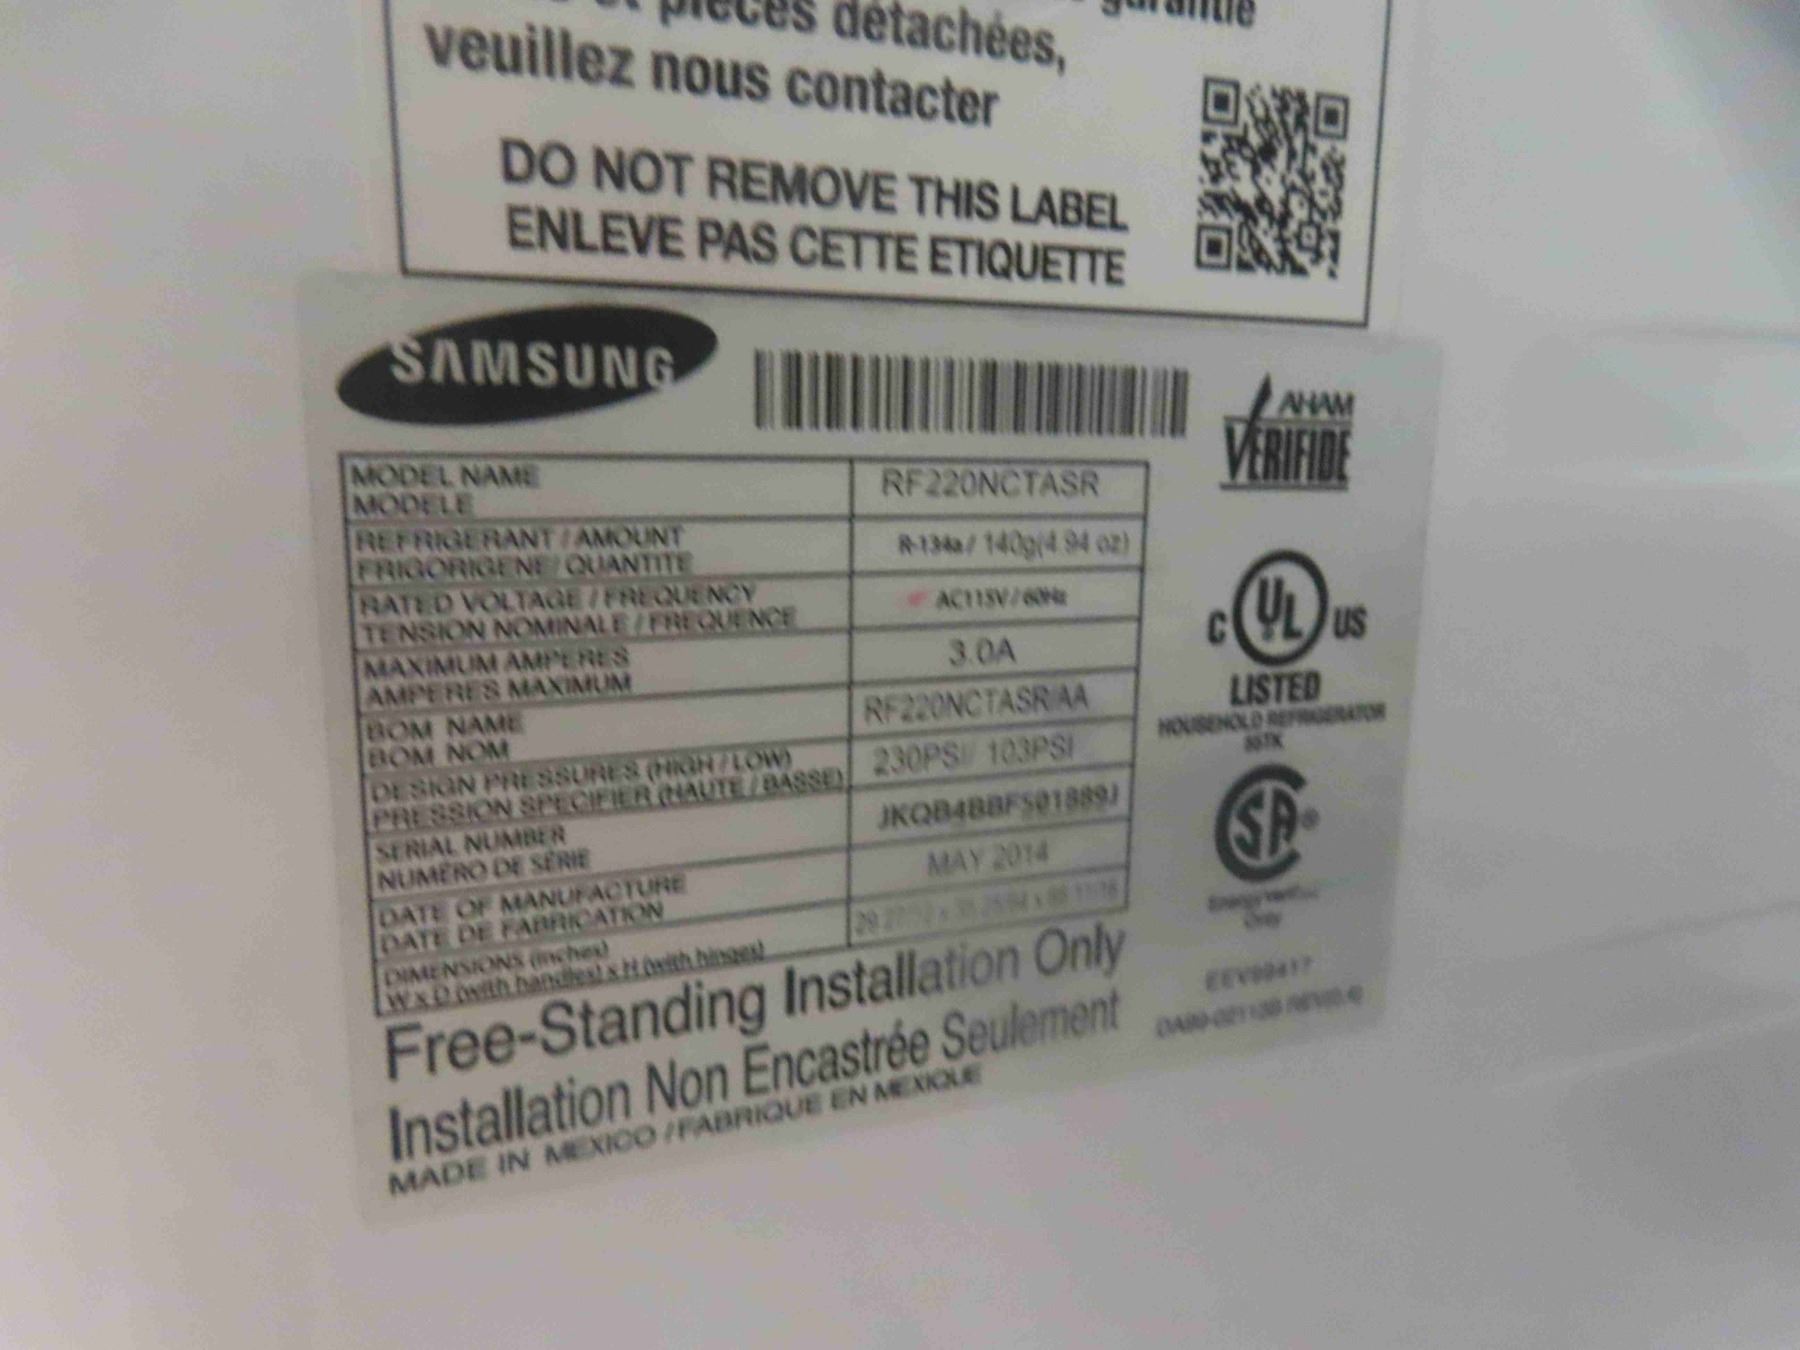 pièces détachées,
garantie
veuillez nous contacter
DO NOT REMOVE THIS LABEL
ENLEVE PAS CETTE ETIQUETTE
SAMSUNG
AHAM
VERIFIDE
MODEL NAME
MODELE
RF220NCTASR
REFRIGERANT / AMOUNT
FRIGORIGENE/ QUANTITE
R-134a / 140g(4.94 oz)
RATED VOLTAGE / FREQUENCY
TENSION NOMINALE / FREQUENCE
AC115V / 60Hz
MAXIMUM AMPERES
AMPERES MAXIMUM
3.0A
BOM NAME
BOM NOM
RF220NCTASR/AA
DESIGN PRESSURES (HIGH / LOW)
PRESSION SPECIFIER (HAUTE / BASSE)
230PSI/ 103PSI
SERIAL NUMBER
NUMÉRO DE SÉRIE
JKQB4BBF501889J
DATE OF MANUFACTURE
DATE DE FABRICATION
MAY 2014
DIMENSIONS (inches)
W x D (with handles) x H (with hinges)
C UL US
LISTED
HOUSEHOLD REFRIGERATOR
SA ®
Energy
Only
Free-Standing Installation Only
Installation Non Encastrée Seulement
MADE IN MEXICO / FABRIQUE EN MEXIQUE